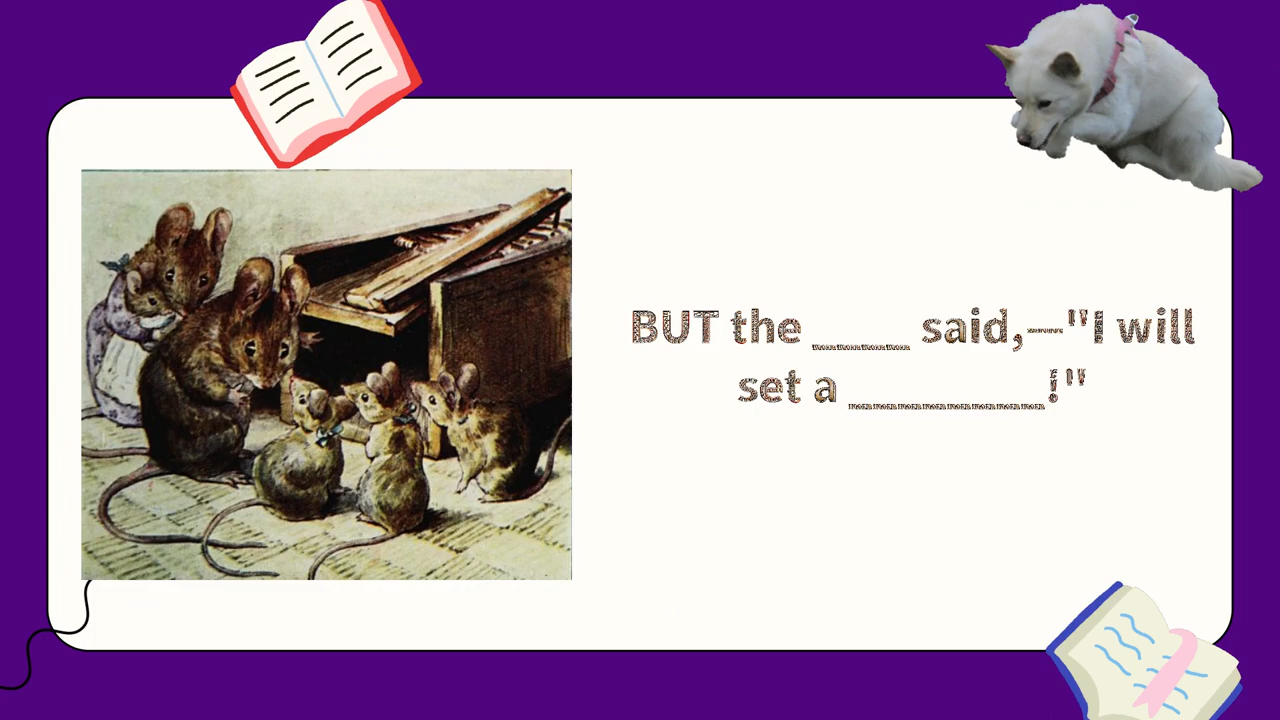 BUT the ____ said,—"I will
set a ________!"